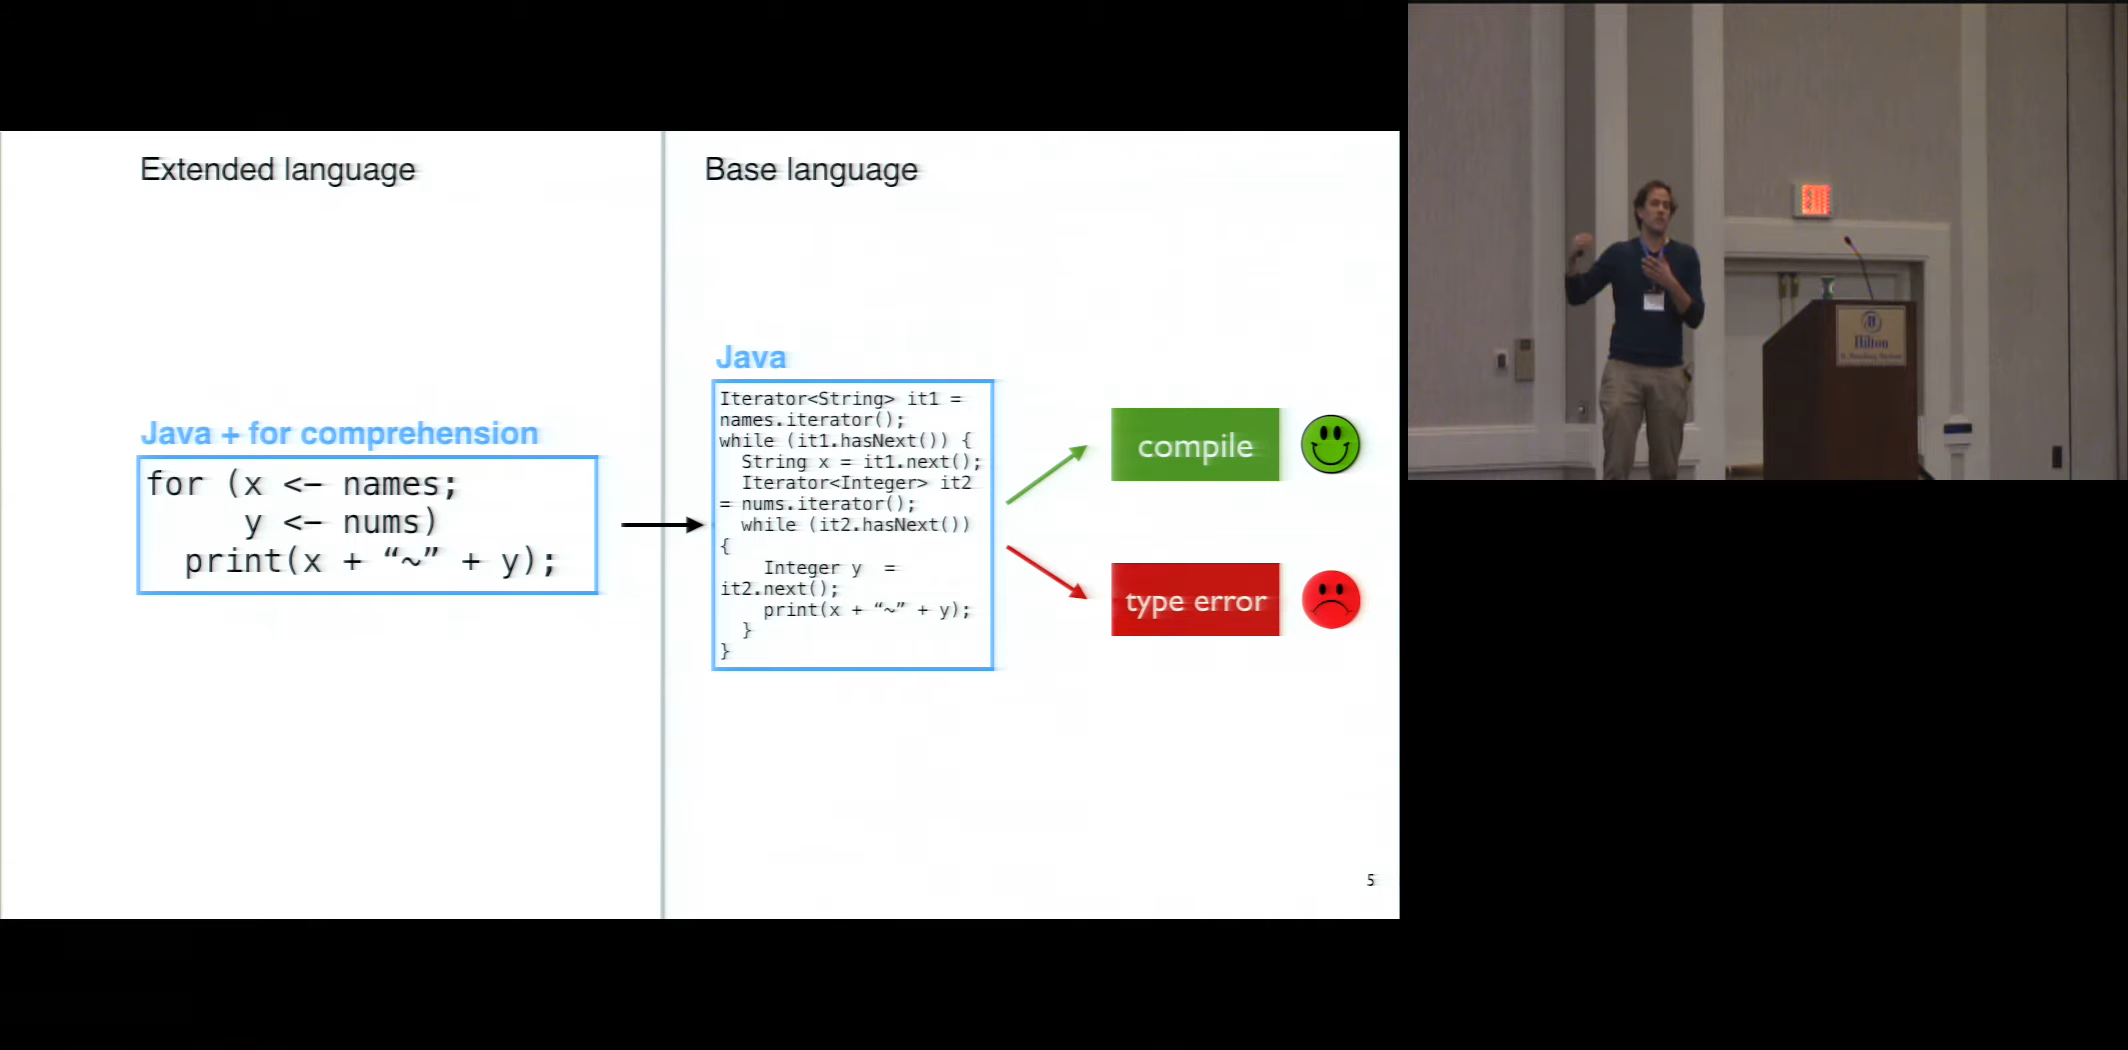 Extended language
Base language
Java + for comprehension
for (x <– names;
y <– nums)
print(x + “~” + y);
Java
Iterator<String> it1 =
names.iterator();
while (it1.hasNext()) {
String x = it1.next();
Iterator<Integer> it2
= nums.iterator();
while (it2.hasNext())
{
Integer y  =
it2.next();
print(x + “~” + y);
}
}
compile
type error
5
Hilton